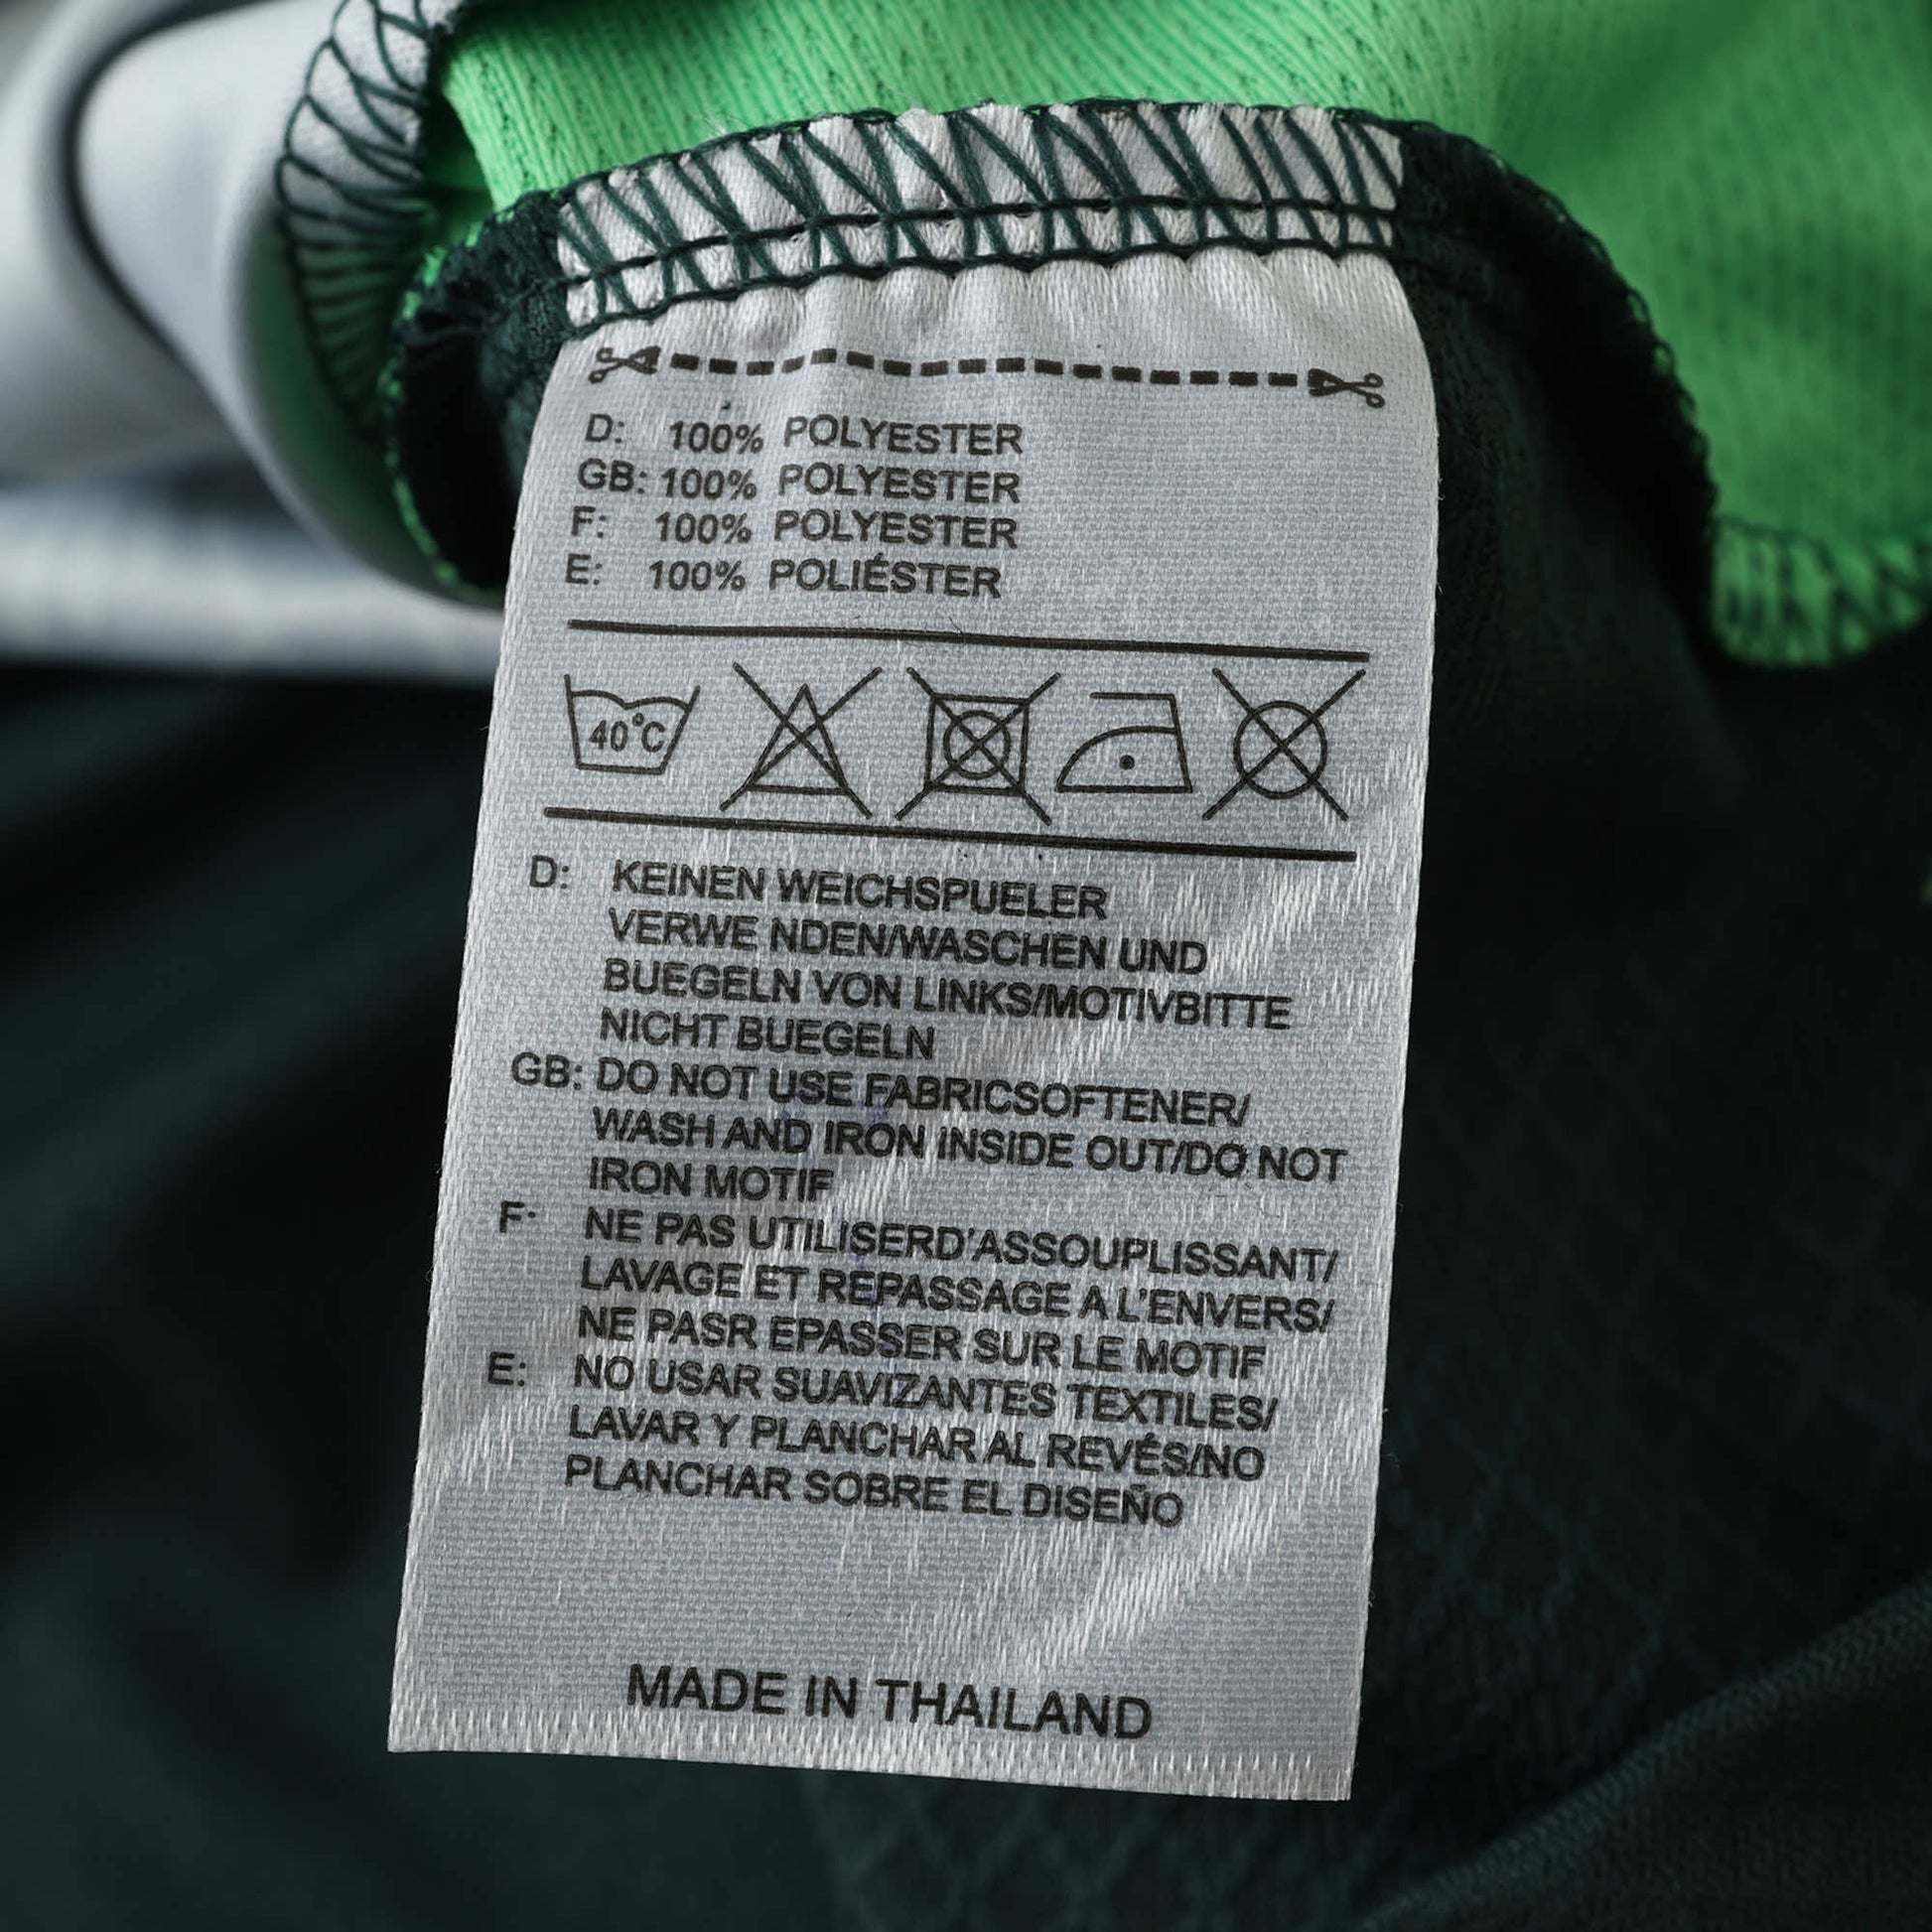 D: 100% POLYESTER
GB: 100% POLYESTER
F: 100% POLYESTER
E: 100% POLIÉSTER
40°C
D: KEINEN WEICHSPUELER
VERWE NDEN/WASCHEN UND
BUEGELN VON LINKS/MOTIVBITTE
NICHT BUEGELN
GB: DO NOT USE FABRICSOFTENER/
WASH AND IRON INSIDE OUT/DO NOT
IRON MOTIF
F: NE PAS UTILISERD'ASSOUPLISSANT/
LAVAGE ET REPASSAGE A L'ENVERS/
NE PASR EPASSER SUR LE MOTIF
E: NO USAR SUAVIZANTES TEXTILES/
LAVAR Y PLANCHAR AL REVÉS/NO
PLANCHAR SOBRE EL DISEÑO
MADE IN THAILAND